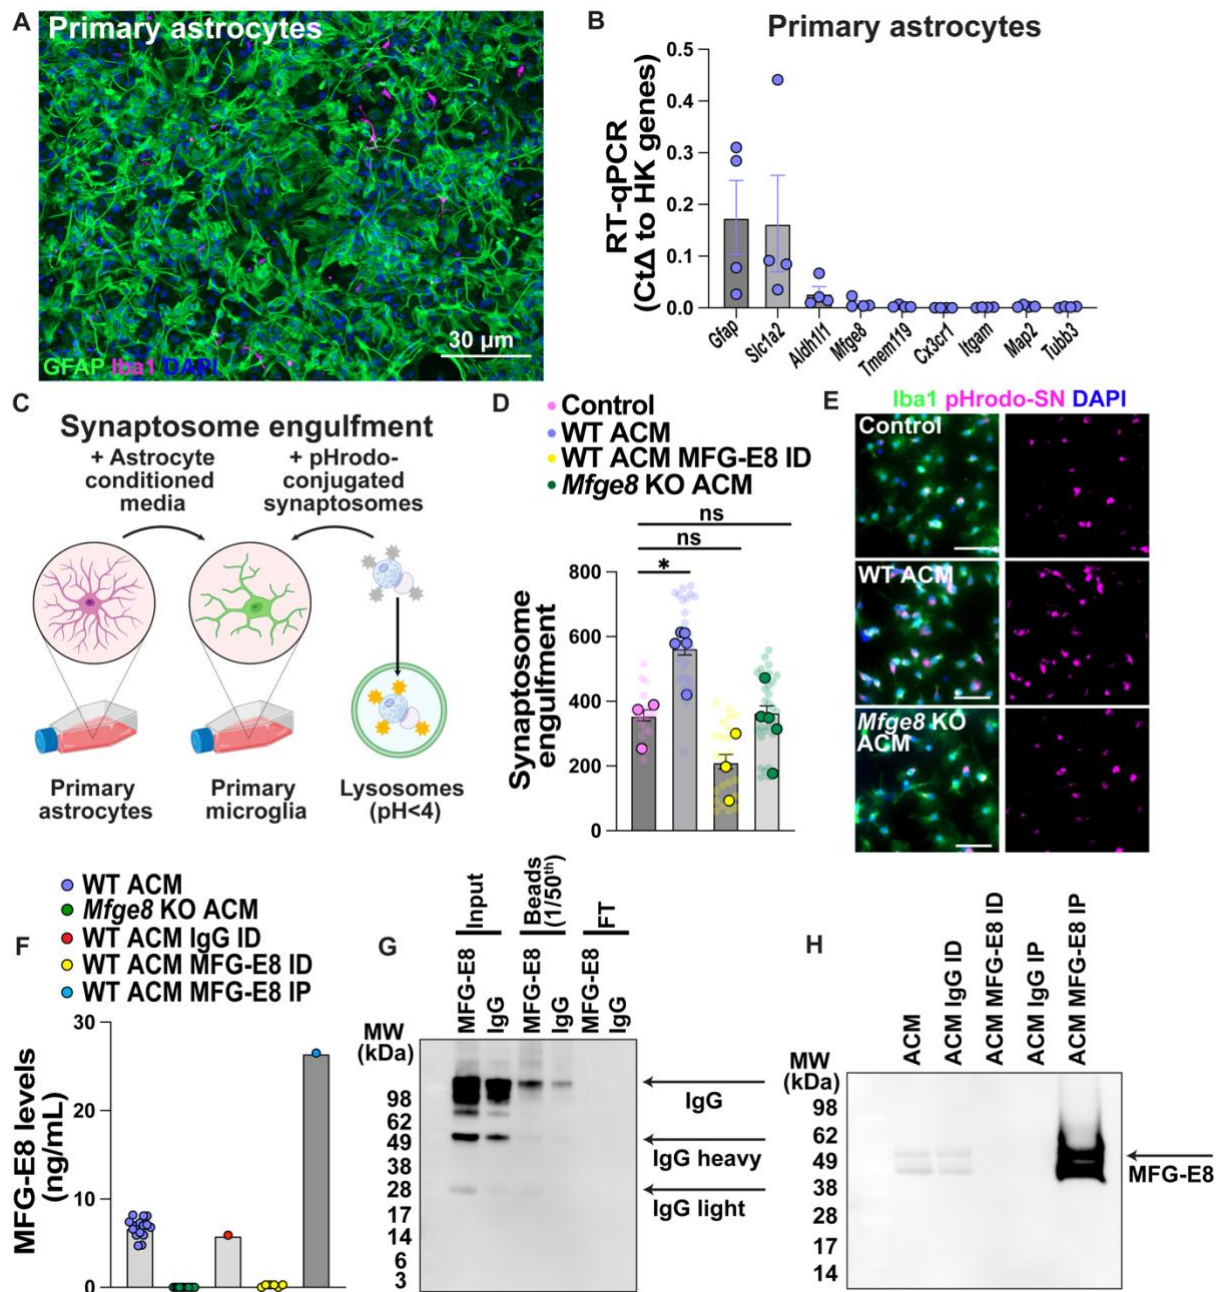 A
Primary astrocytes
GFAP Iba1 DAPI
30 µm
B
Primary astrocytes
RT-qPCR
(CtΔ to HK genes)
0.5
0.4
0.3
0.2
0.1
0.0
Gfap
Slc1a2
Aldh1l1
Mfge8
Tmem119
Cx3cr1
Itgam
Map2
Tubb3
C
Synaptosome engulfment
+ Astrocyte
conditioned
media
+ pHrodo-
conjugated
synaptosomes
Primary
astrocytes
Primary
microglia
Lysosomes
(pH<4)
D
Control
WT ACM
WT ACM MFG-E8 ID
Mfge8 KO ACM
ns
ns
*
Synaptosome
engulfment
800
600
400
200
0
E
Iba1 pHrodo-SN DAPI
Control
WT ACM
Mfge8 KO
ACM
F
WT ACM
Mfge8 KO ACM
WT ACM IgG ID
WT ACM MFG-E8 ID
WT ACM MFG-E8 IP
MFG-E8 levels
(ng/mL)
30
20
10
0
G
Input
Beads
(1/50th)
FT
MFG-E8
IgG
MFG-E8
IgG
MFG-E8
IgG
MW
(kDa)
98
62
49
38
28
17
14
6
3
IgG
IgG heavy
IgG light
H
ACM
ACM IgG ID
ACM MFG-E8 ID
ACM IgG IP
ACM MFG-E8 IP
MW
(kDa)
98
62
49
38
28
17
14
MFG-E8